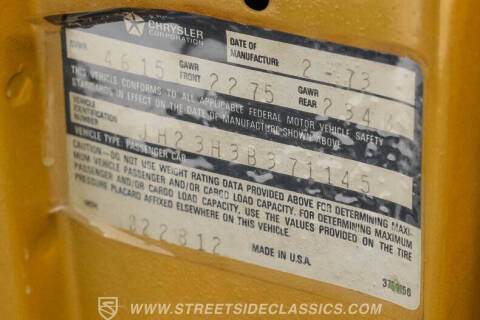 CHRYSLER
CORPORATION
DATE OF
MANUFACTURE: 2-73
GVWR 4615 GAWR
FRONT 2275 GAWR
REAR 234
THIS VEHICLE CONFORMS TO ALL APPLICABLE FEDERAL MOTOR VEHICLE SAFETY
STANDARDS IN EFFECT ON THE DATE OF MANUFACTURE SHOWN ABOVE
VEHICLE
IDENTIFICATION
NUMBER JH23H3B371145
VEHICLE TYPE: PASSENGER CAR
CAUTION—DO NOT USE WEIGHT RATING DATA PROVIDED ABOVE FOR DETERMINING MAXI-
MUM VEHICLE PASSENGER AND/OR CARGO LOAD CAPACITY. FOR DETERMINING MAXIMUM
PASSENGER AND/OR CARGO LOAD CAPACITY, USE THE VALUES PROVIDED ON THE TIRE
PRESSURE PLACARD AFFIXED ELSEWHERE ON THIS VEHICLE.
MDH 022812 MADE IN U.S.A.
WWW.STREETSIDECLASSICS.COM